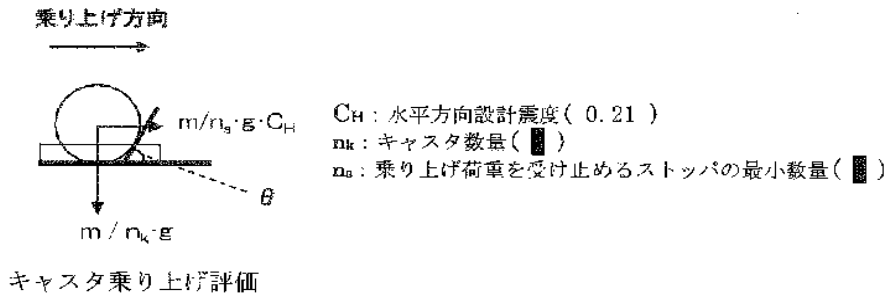 乗り上げ方向
m/nₛ·g·C_H
θ
m / nₖ·g
C_H：水平方向設計震度( 0.21 )
nₖ：キャスタ数量( █ )
nₛ：乗り上げ荷重を受け止めるストッパの最小数量( █ )
キャスタ乗り上げ評価